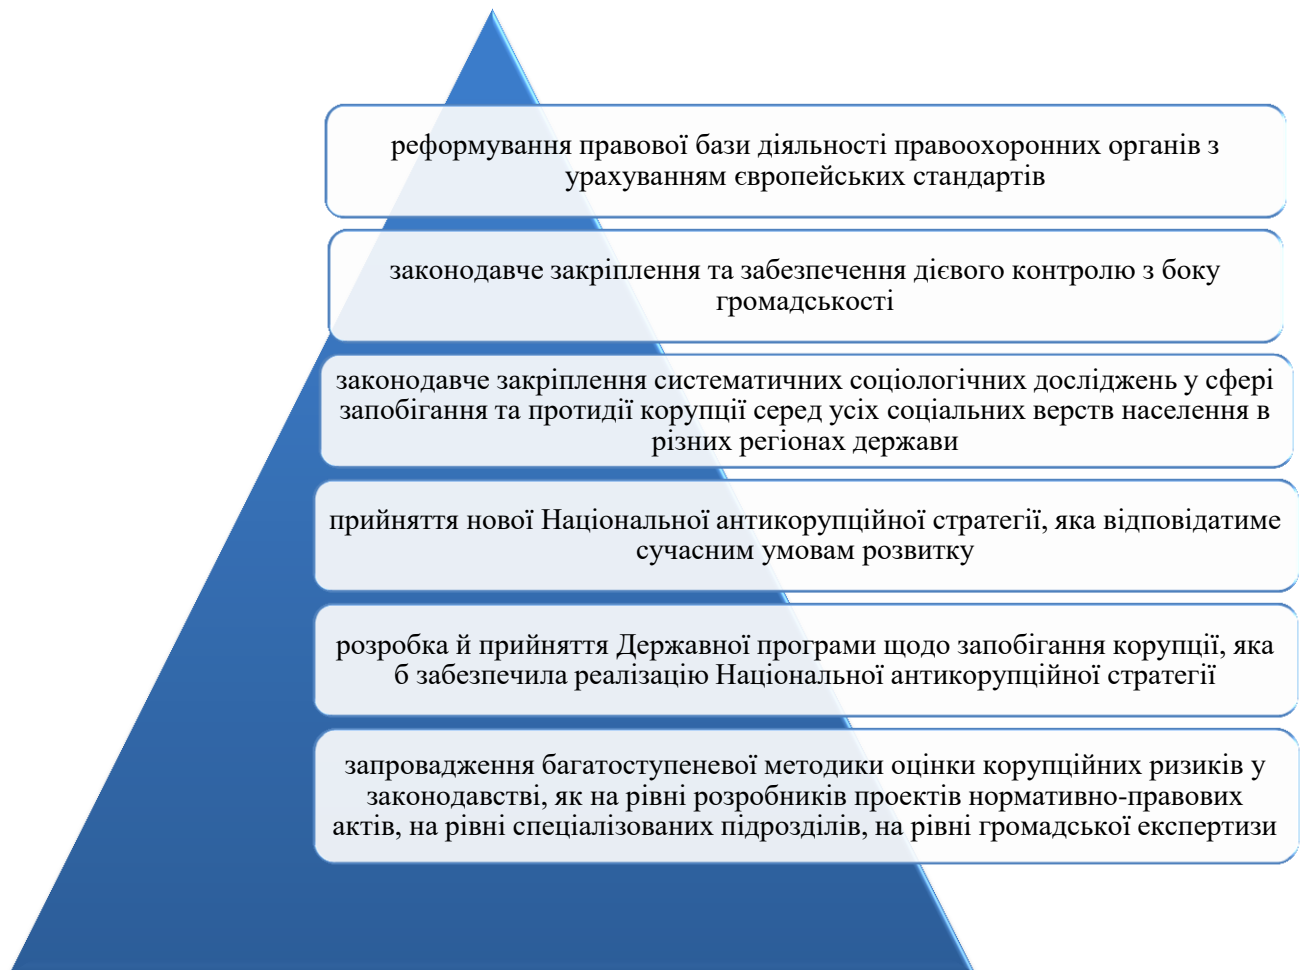 реформування правової бази діяльності правоохоронних органів з
урахуванням європейських стандартів
законодавче закріплення та забезпечення дієвого контролю з боку
громадськості
законодавче закріплення систематичних соціологічних досліджень у сфері
запобігання та протидії корупції серед усіх соціальних верств населення в
різних регіонах держави
прийняття нової Національної антикорупційної стратегії, яка відповідатиме
сучасним умовам розвитку
розробка й прийняття Державної програми щодо запобігання корупції, яка
б забезпечила реалізацію Національної антикорупційної стратегії
запровадження багатоступеневої методики оцінки корупційних ризиків у
законодавстві, як на рівні розробників проектів нормативно-правових
актів, на рівні спеціалізованих підрозділів, на рівні громадської експертизи